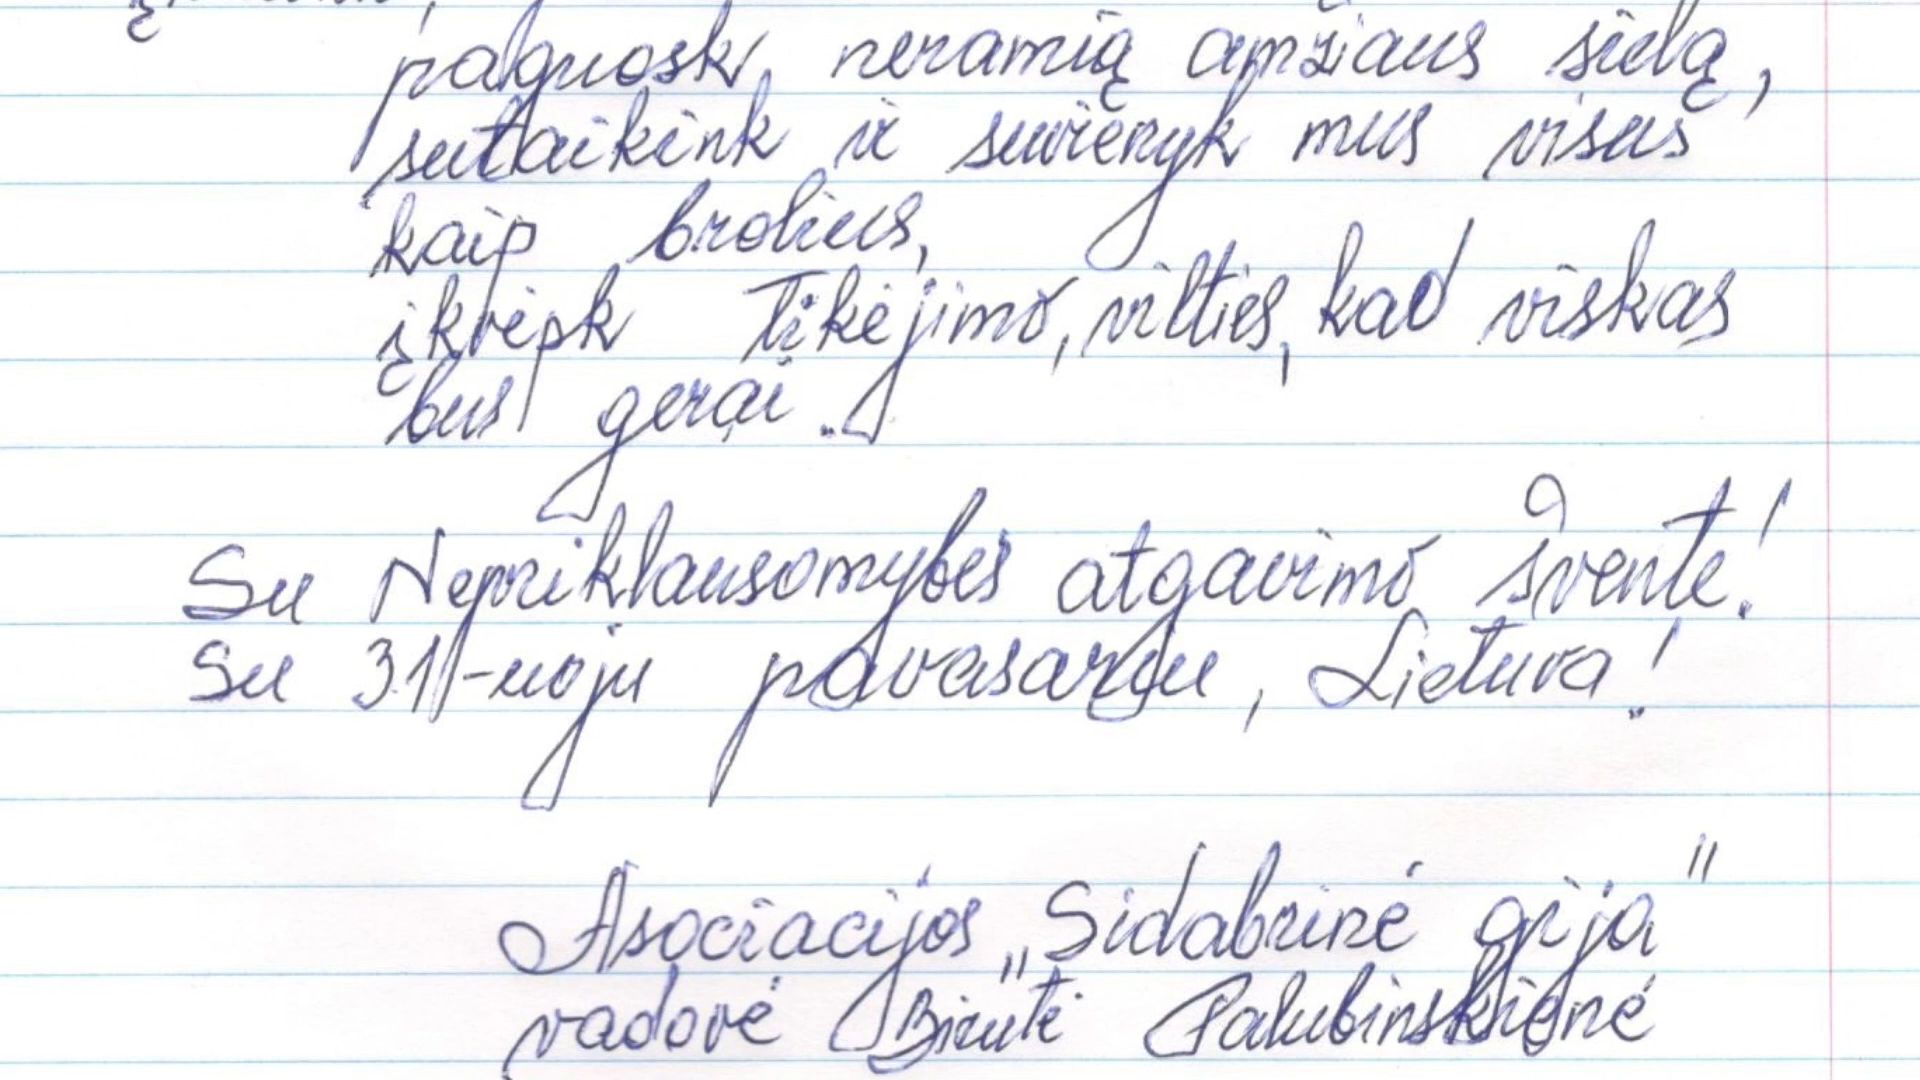 paguosk neramią amžiaus sielą,
sutaikink ir suvienyk mus visus
kaip brolius,
įkvėpk tikėjimo, vilties, kad viskas
bus gerai.
Su Nepriklausomybės atgavimo švente!
Su 31-uoju pavasariu, Lietuva!
Asociacijos „Sidabrinė gija"
vadovė Birutė Palubinskienė